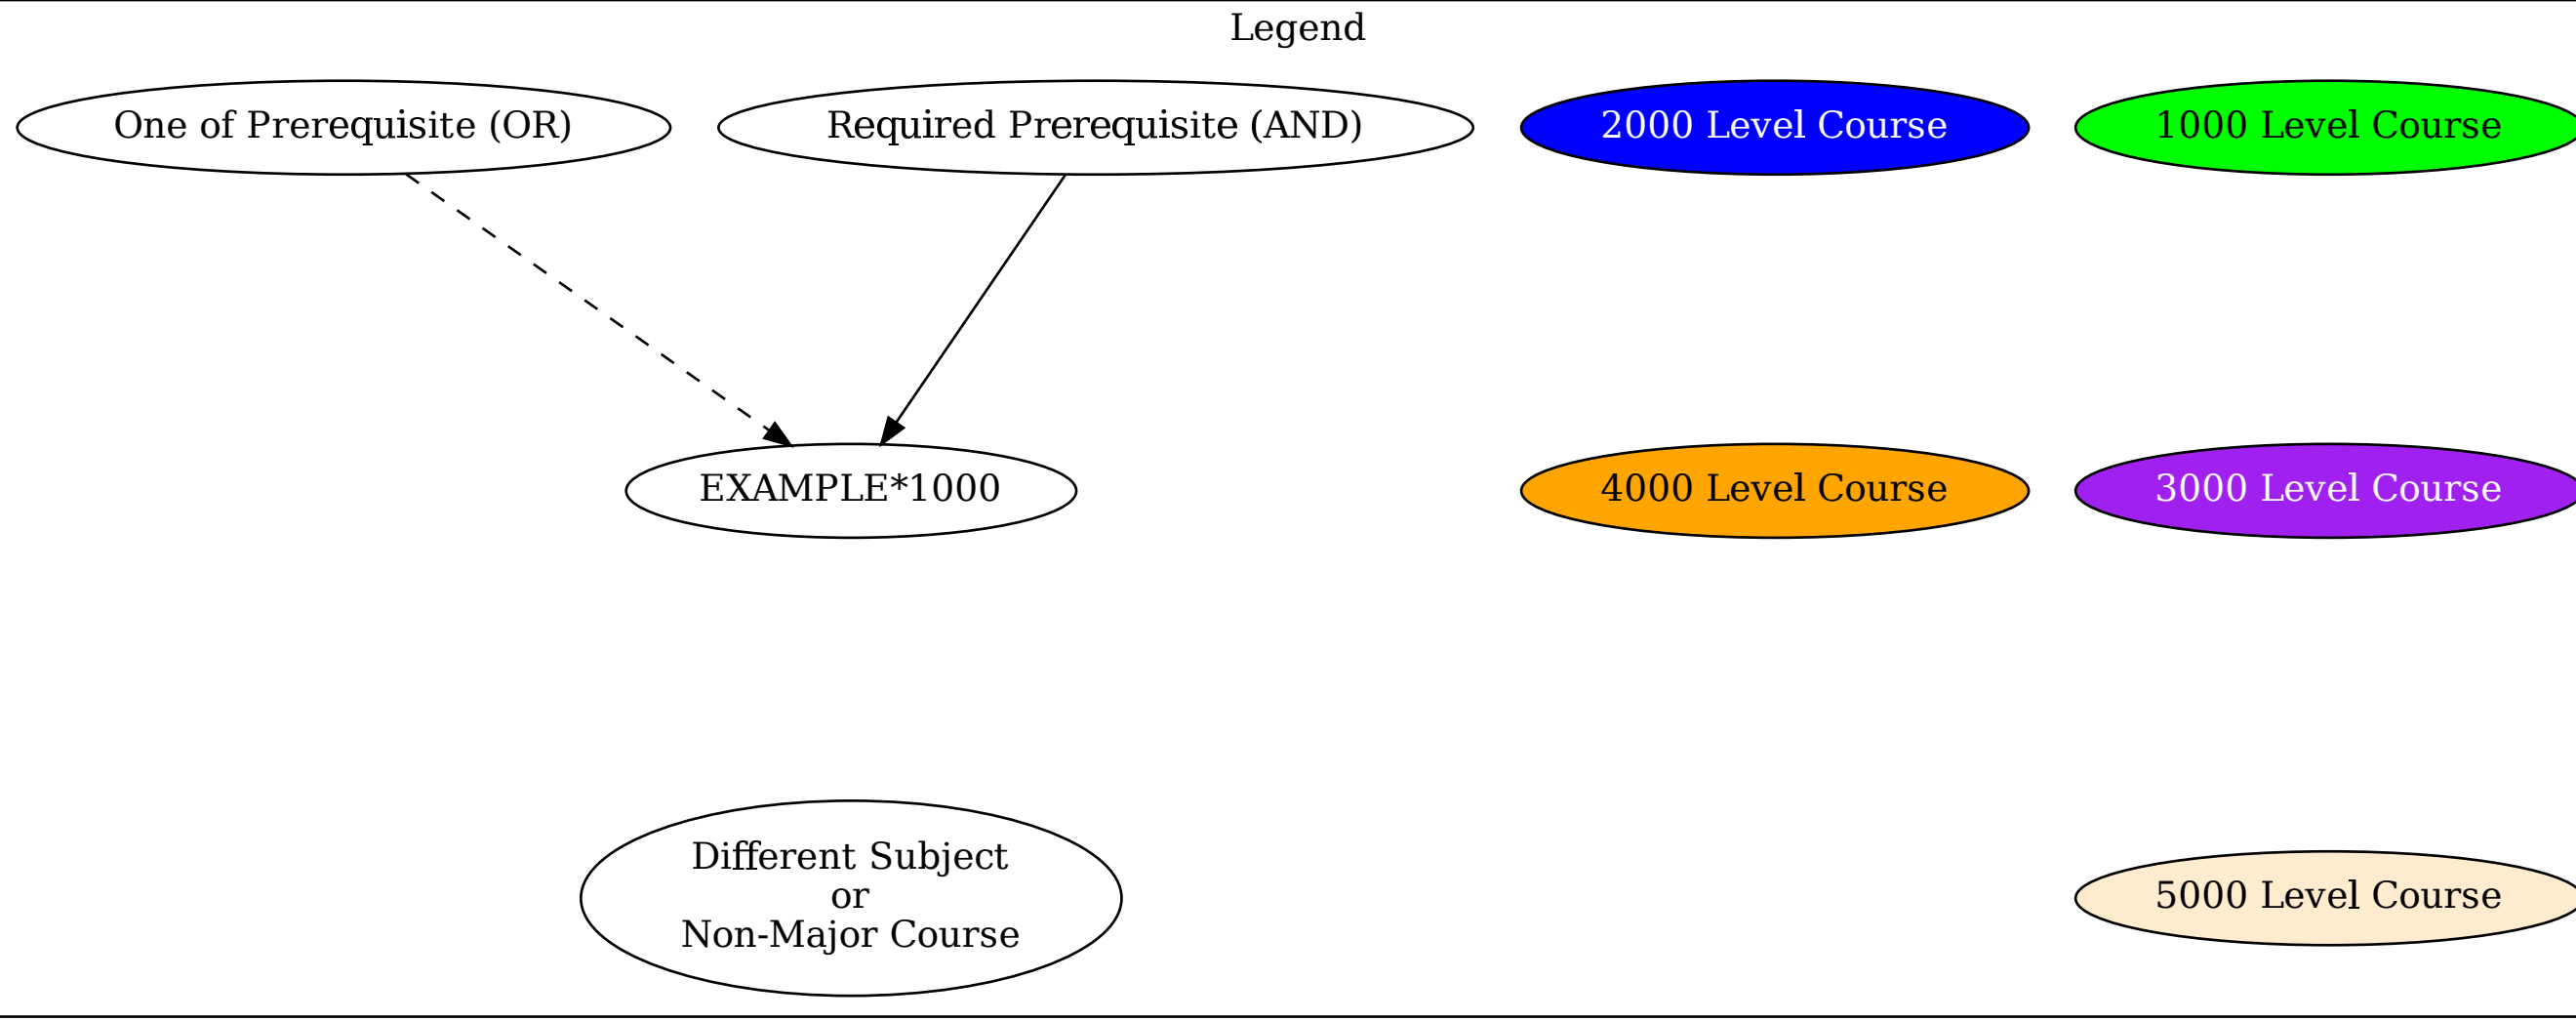 Legend
One of Prerequisite (OR)
Required Prerequisite (AND)
2000 Level Course
1000 Level Course
EXAMPLE*1000
4000 Level Course
3000 Level Course
Different Subject
or
Non-Major Course
5000 Level Course